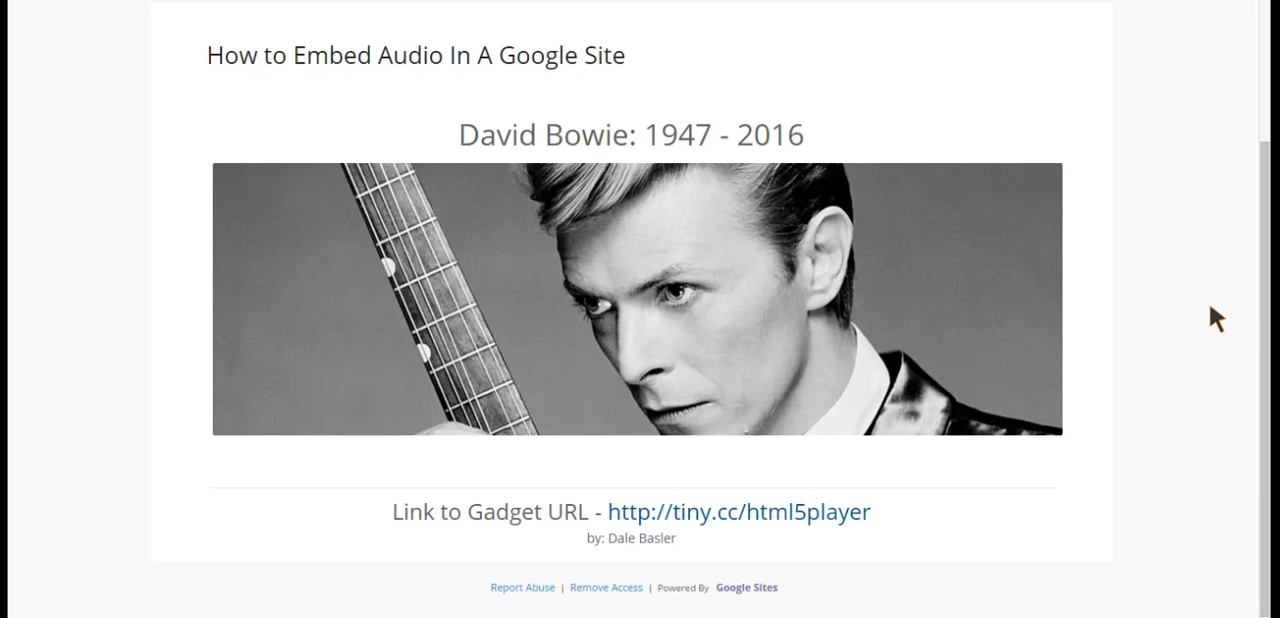 How to Embed Audio In A Google Site
David Bowie: 1947 - 2016
Link to Gadget URL - http://tiny.cc/html5player
by: Dale Basler
Report Abuse | Remove Access | Powered By Google Sites